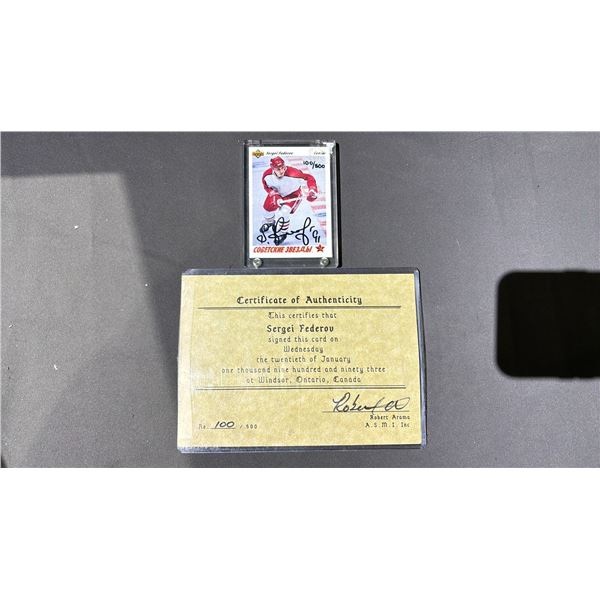 Sergei Federov
100/500
'91
СОВЕТСКИЕ ЗВЕЗДЫ
Certificate of Authenticity
This certifies that
Sergei Federov
signed this card on
Wednesday
the twentieth of January
one thousand nine hundred and ninety three
at Windsor, Ontario, Canada
Robert Arama
No. 100 / 500
A.S.M.I. Inc